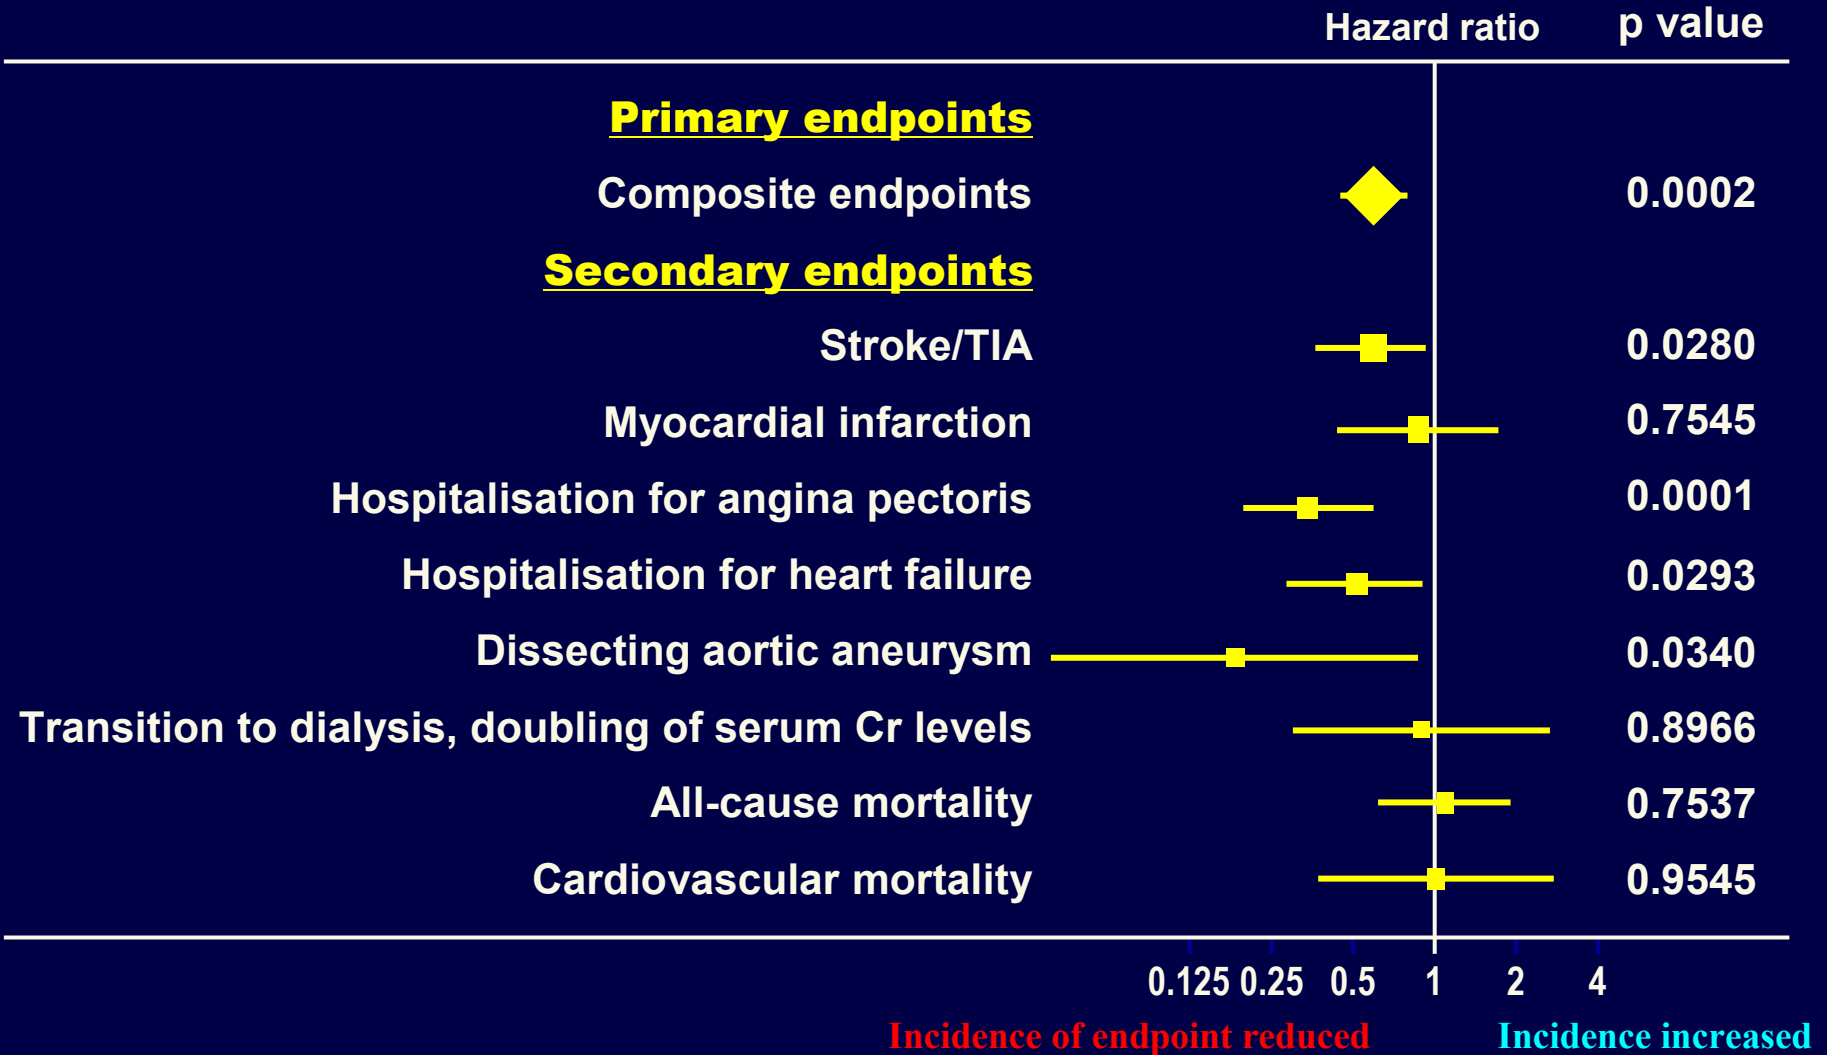 Hazard ratio p value
Primary endpoints
Composite endpoints 0.0002
Secondary endpoints
Stroke/TIA 0.0280
Myocardial infarction 0.7545
Hospitalisation for angina pectoris 0.0001
Hospitalisation for heart failure 0.0293
Dissecting aortic aneurysm 0.0340
Transition to dialysis, doubling of serum Cr levels 0.8966
All-cause mortality 0.7537
Cardiovascular mortality 0.9545
0.125 0.25 0.5 1 2 4
Incidence of endpoint reduced Incidence increased